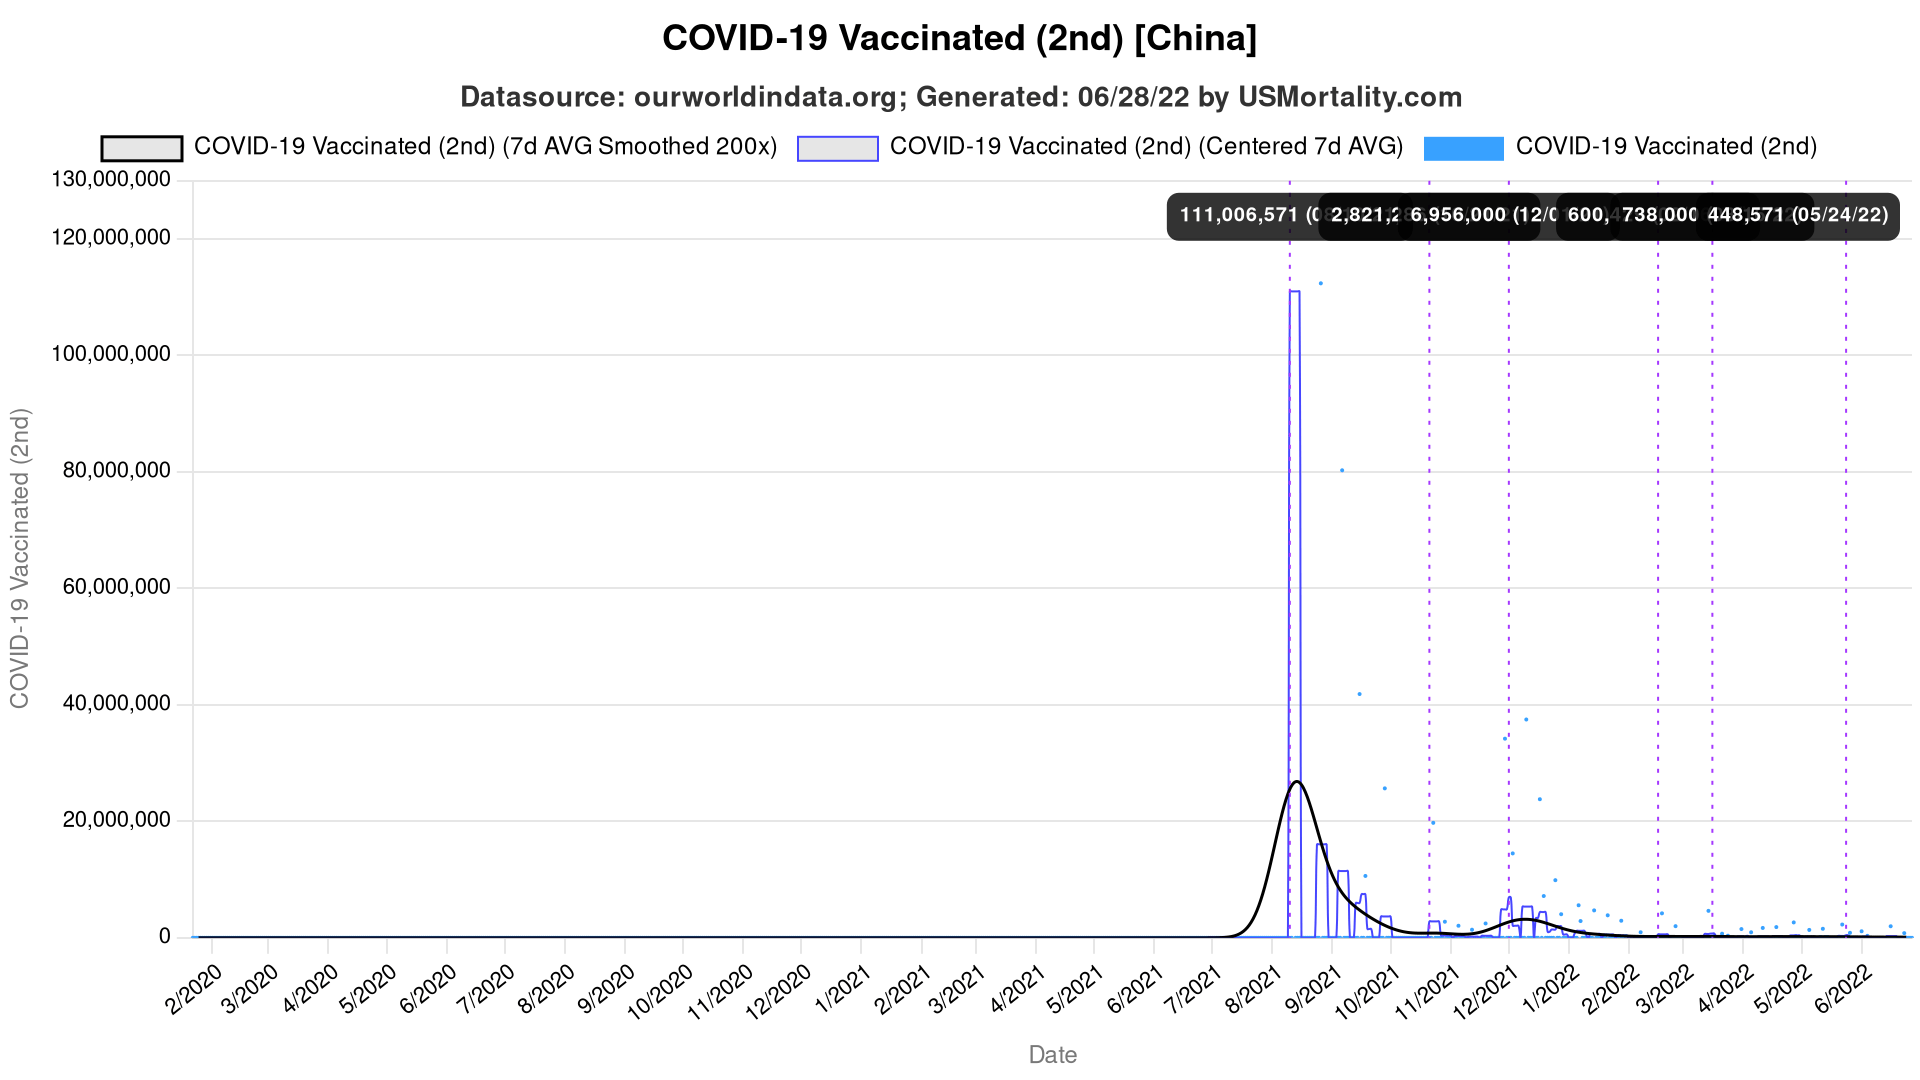 COVID-19 Vaccinated (2nd) [China]
Datasource: ourworldindata.org; Generated: 06/28/22 by USMortality.com
COVID-19 Vaccinated (2nd) (7d AVG Smoothed 200x) COVID-19 Vaccinated (2nd) (Centered 7d AVG) COVID-19 Vaccinated (2nd)
130,000,000
111,006,571 2,821,2 6,956,000 (12/0 600, 738,000 448,571 (05/24/22)
120,000,000
100,000,000
80,000,000
60,000,000
40,000,000
20,000,000
0
COVID-19 Vaccinated (2nd)
2/2020 3/2020 4/2020 5/2020 6/2020 7/2020 8/2020 9/2020 10/2020 11/2020 12/2020 1/2021 2/2021 3/2021 4/2021 5/2021 6/2021 7/2021 8/2021 9/2021 10/2021 11/2021 12/2021 1/2022 2/2022 3/2022 4/2022 5/2022 6/2022
Date